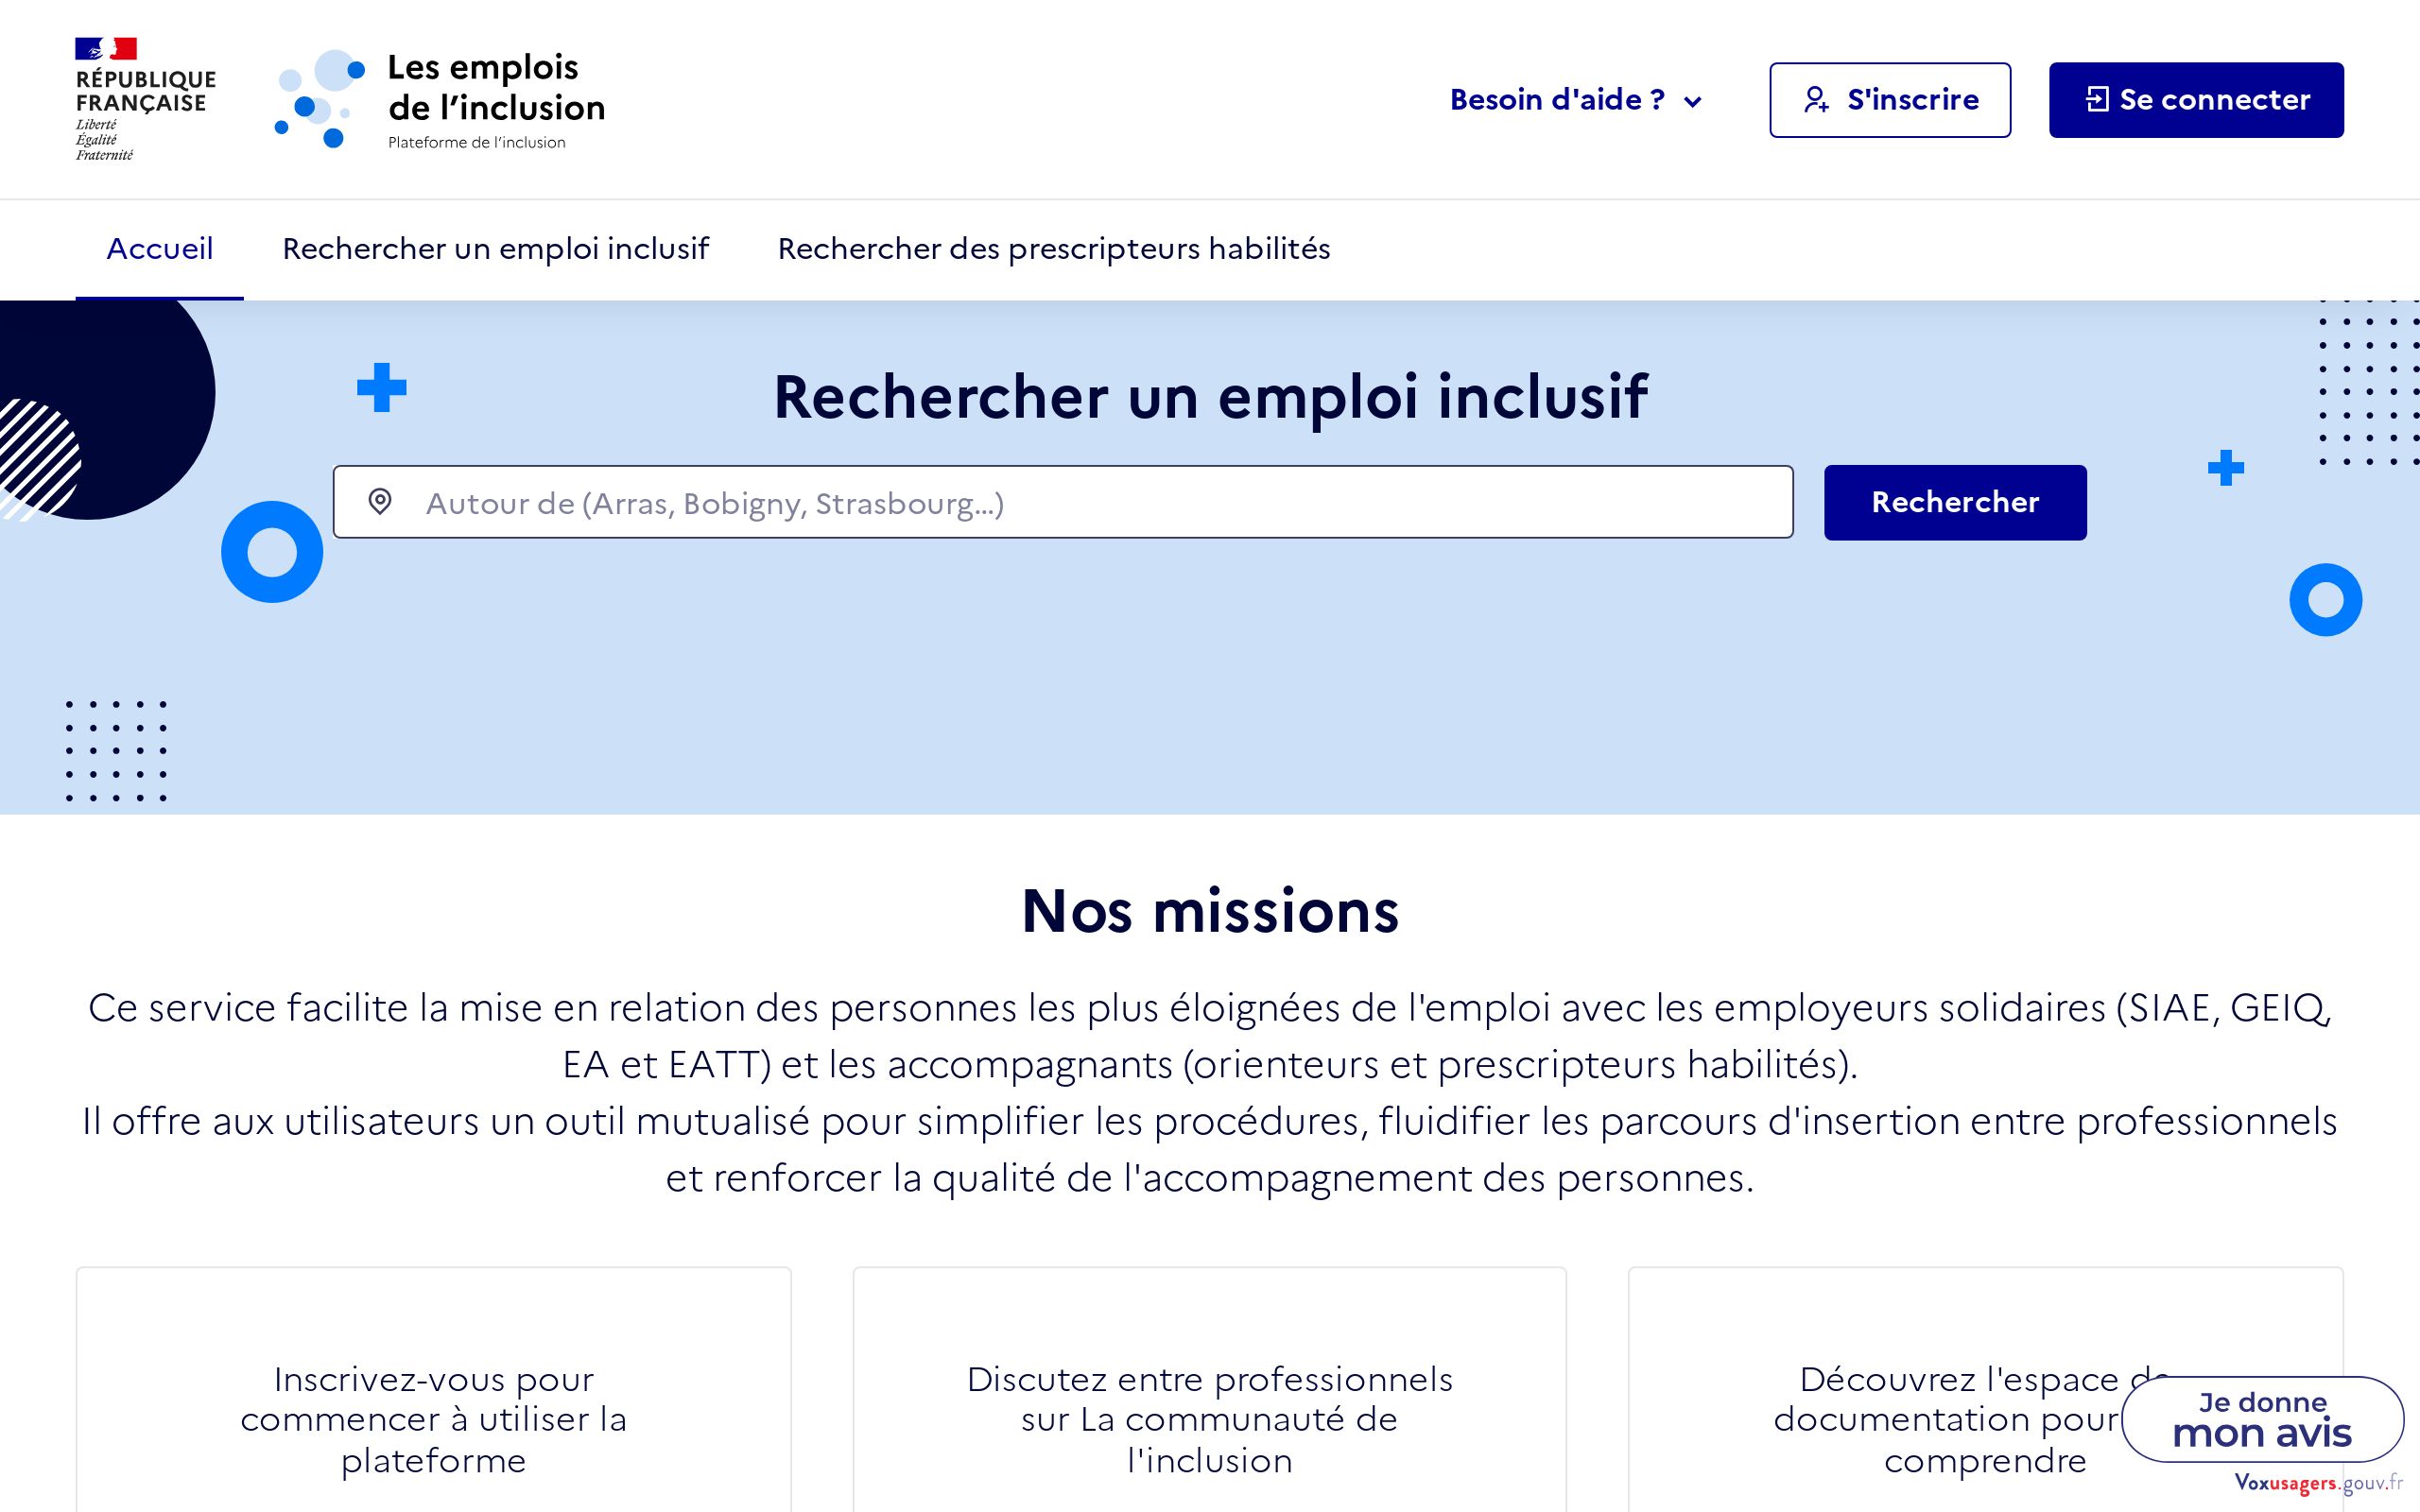 RÉPUBLIQUE
FRANÇAISE
Liberté
Égalité
Fraternité
Les emplois
de l’inclusion
Plateforme de l’inclusion
Besoin d'aide ?
S'inscrire
Se connecter
Accueil
Rechercher un emploi inclusif
Rechercher des prescripteurs habilités
Rechercher un emploi inclusif
Autour de (Arras, Bobigny, Strasbourg…)
Rechercher
Nos missions
Ce service facilite la mise en relation des personnes les plus éloignées de l'emploi avec les employeurs solidaires (SIAE, GEIQ,
EA et EATT) et les accompagnants (orienteurs et prescripteurs habilités).
Il offre aux utilisateurs un outil mutualisé pour simplifier les procédures, fluidifier les parcours d'insertion entre professionnels
et renforcer la qualité de l'accompagnement des personnes.
Inscrivez-vous pour
commencer à utiliser la
plateforme
Discutez entre professionnels
sur La communauté de
l'inclusion
Découvrez l'espace
documentation pour
comprendre
Je donne
mon avis
Voxusagers.gouv.fr